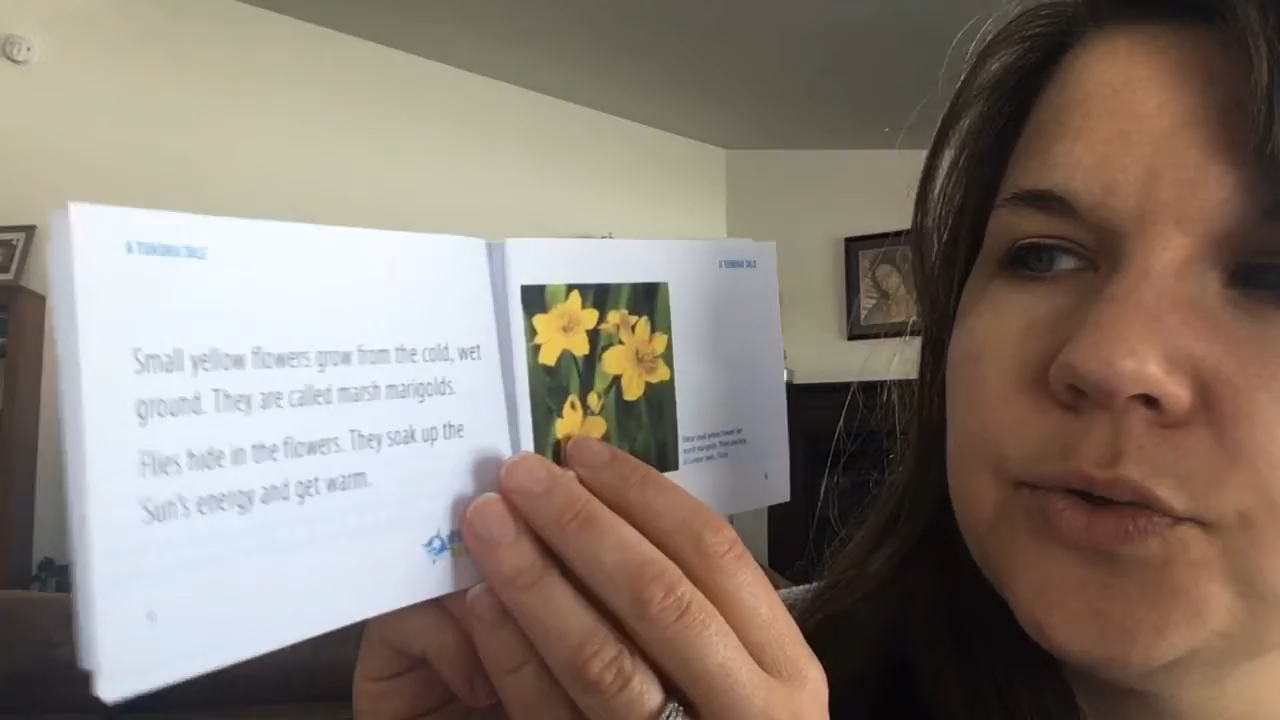 A TUNDRA TALE
Small yellow flowers grow from the cold, wet
ground. They are called marsh marigolds.
Flies hide in the flowers. They soak up the
Sun's energy and get warm.
A TUNDRA TALE